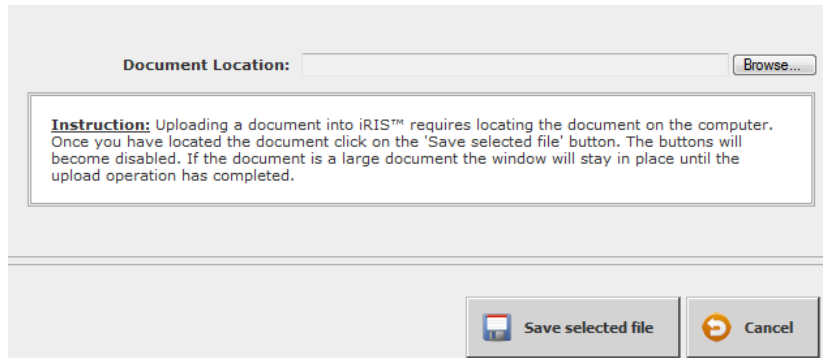 Document Location: Browse...
Instruction: Uploading a document into iRIS™ requires locating the document on the computer.
Once you have located the document click on the 'Save selected file' button. The buttons will
become disabled. If the document is a large document the window will stay in place until the
upload operation has completed.
Save selected file Cancel